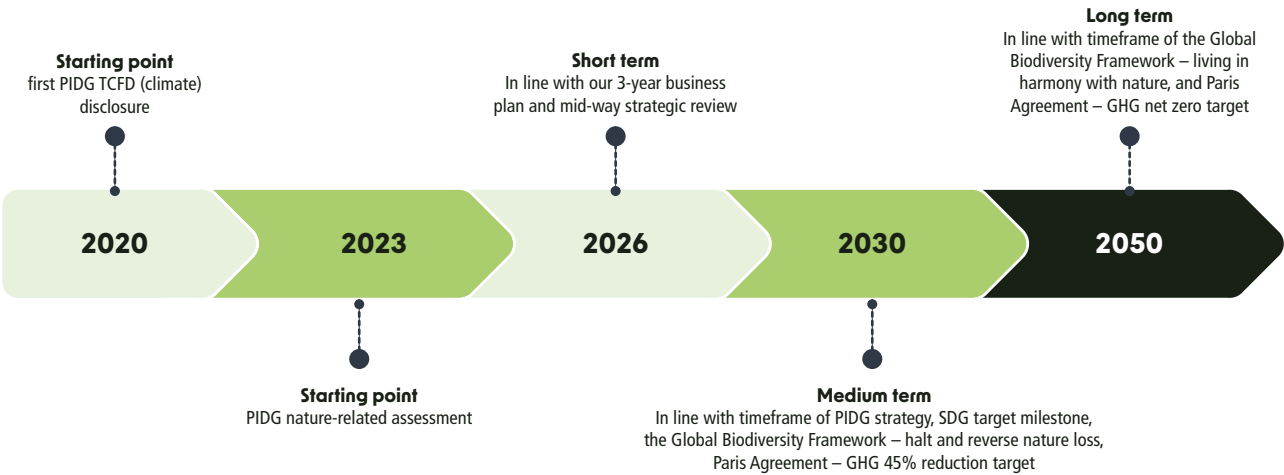 Starting point
first PIDG TCFD (climate)
disclosure
Short term
In line with our 3-year business
plan and mid-way strategic review
Long term
In line with timeframe of the Global
Biodiversity Framework – living in
harmony with nature, and Paris
Agreement – GHG net zero target
2020
2023
2026
2030
2050
Starting point
PIDG nature-related assessment
Medium term
In line with timeframe of PIDG strategy, SDG target milestone,
the Global Biodiversity Framework – halt and reverse nature loss,
Paris Agreement – GHG 45% reduction target